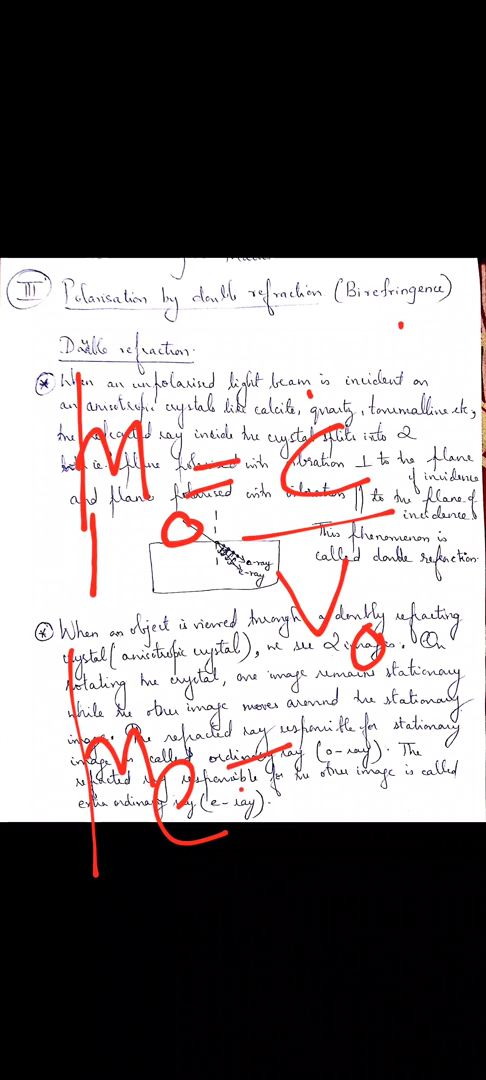 III Polarisation by double refraction (Birefringence)
Double refraction:
* When an unpolarised light beam is incident on
an anisotropic crystals like calcite, quartz, tourmalline etc,
the refracted ray inside the crystal splits into 2
i.e. plane polarised with vibration ⊥ to the plane
of incidence
and plane polarised with vibration || to the plane of
incidence.
This phenomenon is
called double refraction.
o-ray
e-ray
* When an object is viewed through a doubly refracting
crystal (anisotropic crystal), we see 2 images. On
rotating the crystal, one image remains stationary
while the other image moves around the stationary
image. The refracted ray responsible for stationary
image is called ordinary ray (o-ray). The
refracted ray responsible for the other image is called
extra ordinary ray (e-ray).
μ₀ = C
V₀
μe =